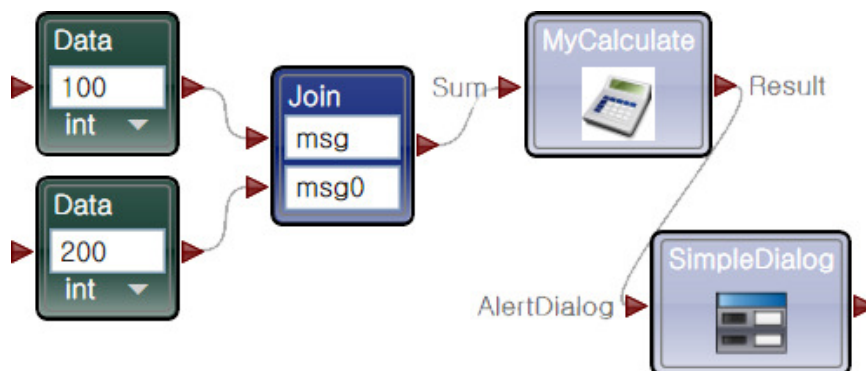 Data
100
int
Data
200
int
Join
msg
msg0
Sum
MyCalculate
Result
AlertDialog
SimpleDialog